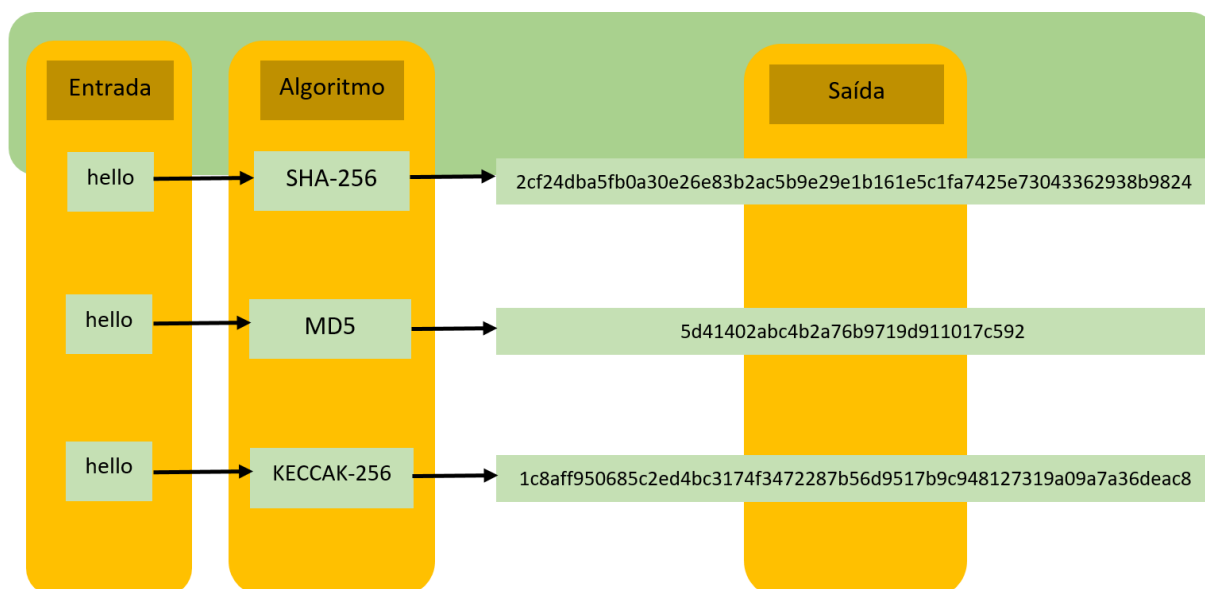 Entrada
Algoritmo
Saída
hello
SHA-256
2cf24dba5fb0a30e26e83b2ac5b9e29e1b161e5c1fa7425e73043362938b9824
hello
MD5
5d41402abc4b2a76b9719d911017c592
hello
KECCAK-256
1c8aff950685c2ed4bc3174f3472287b56d9517b9c948127319a09a7a36deac8